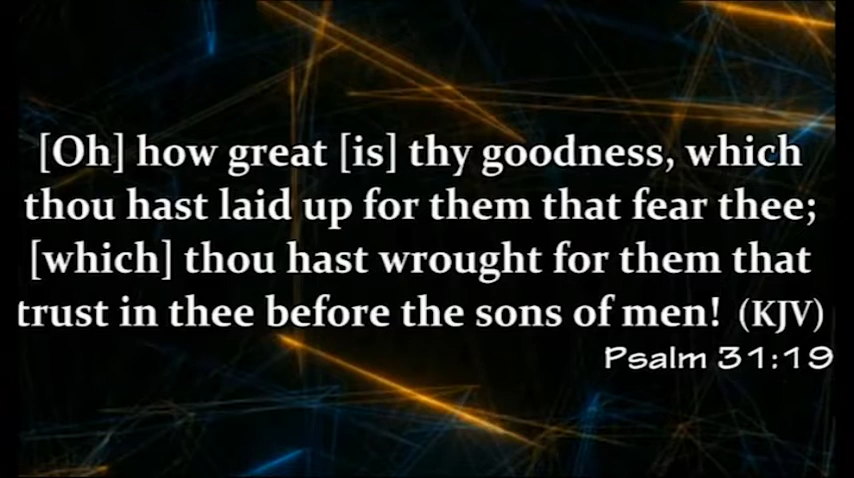 [Oh] how great [is] thy goodness, which
thou hast laid up for them that fear thee;
[which] thou hast wrought for them that
trust in thee before the sons of men! (KJV)
Psalm 31:19